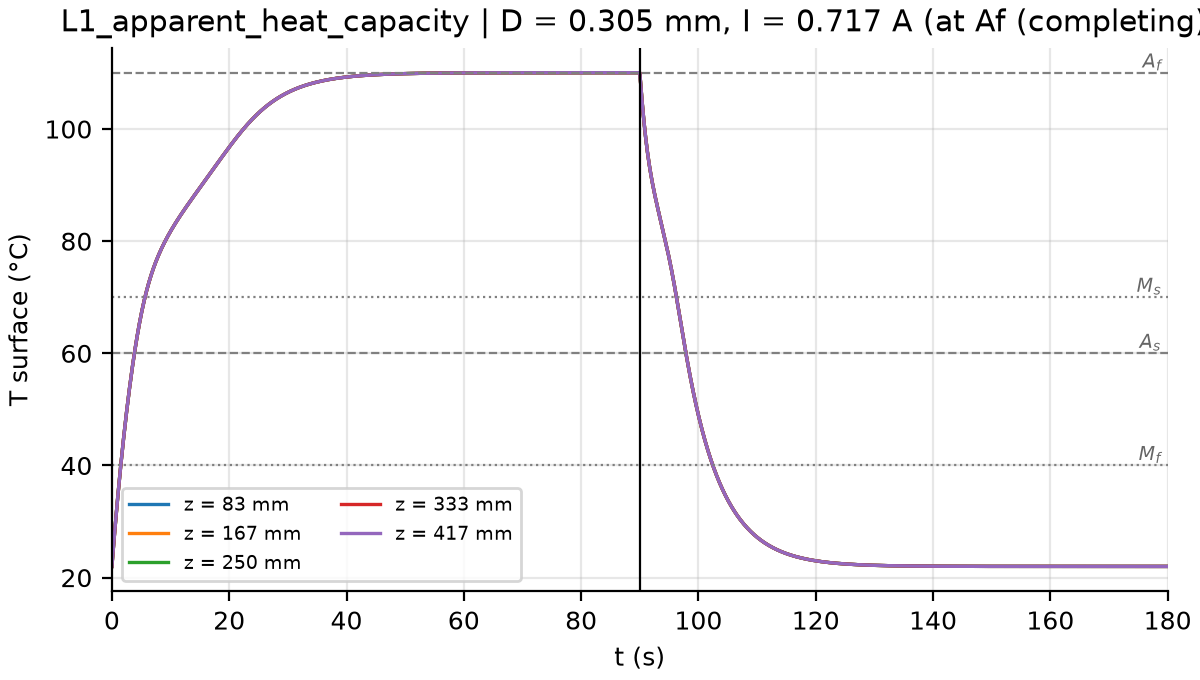 L1_apparent_heat_capacity | D = 0.305 mm, I = 0.717 A (at Af (completing)
T surface (°C)
100
80
60
40
20
A_f
M_s
A_s
M_f
z = 83 mm
z = 167 mm
z = 250 mm
z = 333 mm
z = 417 mm
0 20 40 60 80 100 120 140 160 180
t (s)